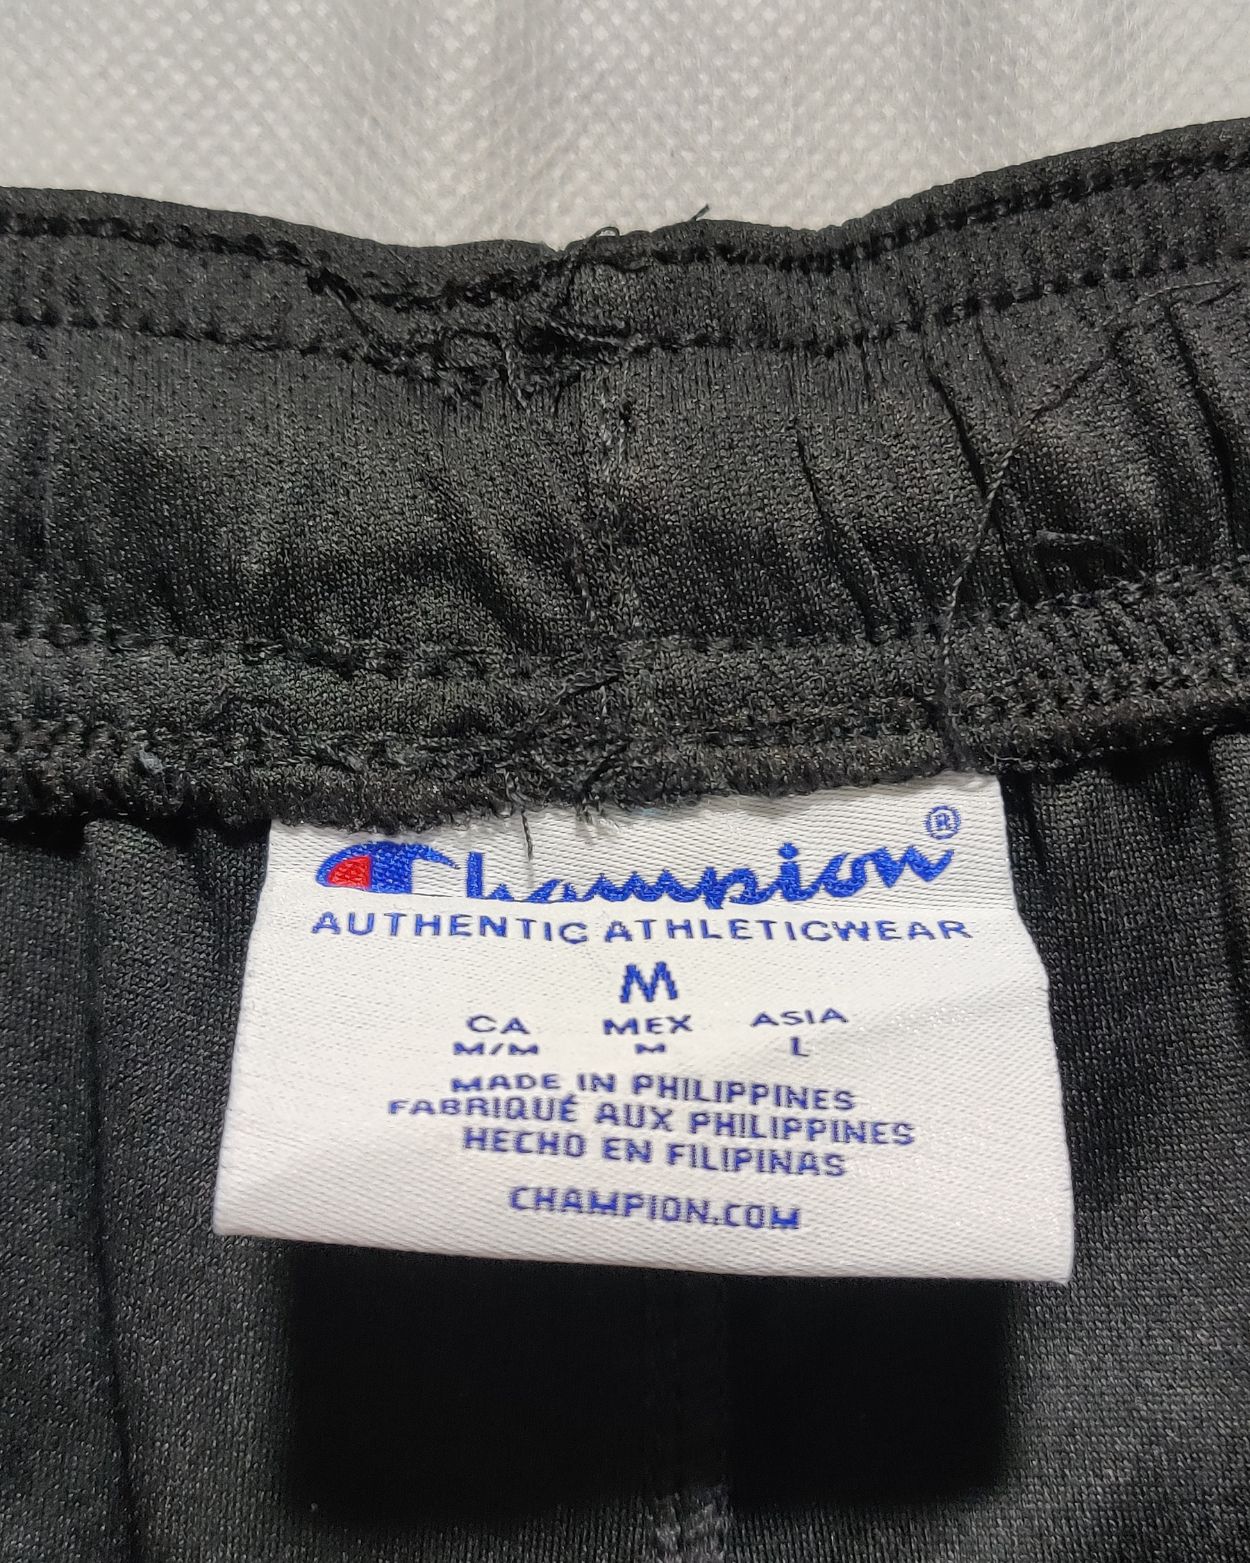 Champion®
AUTHENTIC ATHLETICWEAR
M
CA MEX ASIA
M/M M L
MADE IN PHILIPPINES
FABRIQUÉ AUX PHILIPPINES
HECHO EN FILIPINAS
CHAMPION.COM